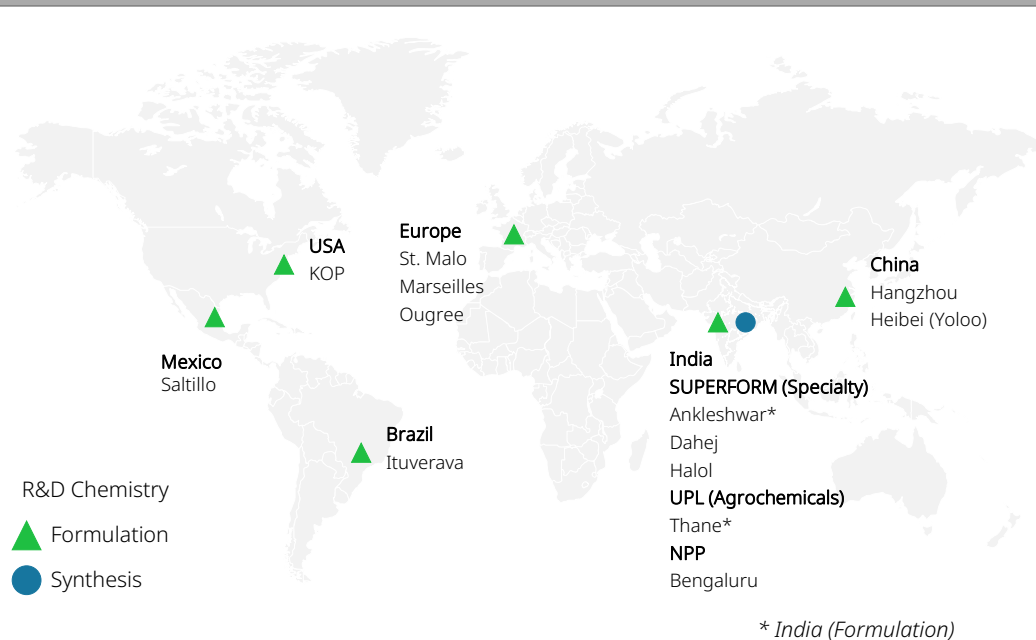 USA
KOP
Mexico
Saltillo
Brazil
Ituverava
Europe
St. Malo
Marseilles
Ougree
India
SUPERFORM (Specialty)
Ankleshwar*
Dahej
Halol
UPL (Agrochemicals)
Thane*
NPP
Bengaluru
China
Hangzhou
Heibei (Yoloo)
R&D Chemistry
Formulation
Synthesis
* India (Formulation)